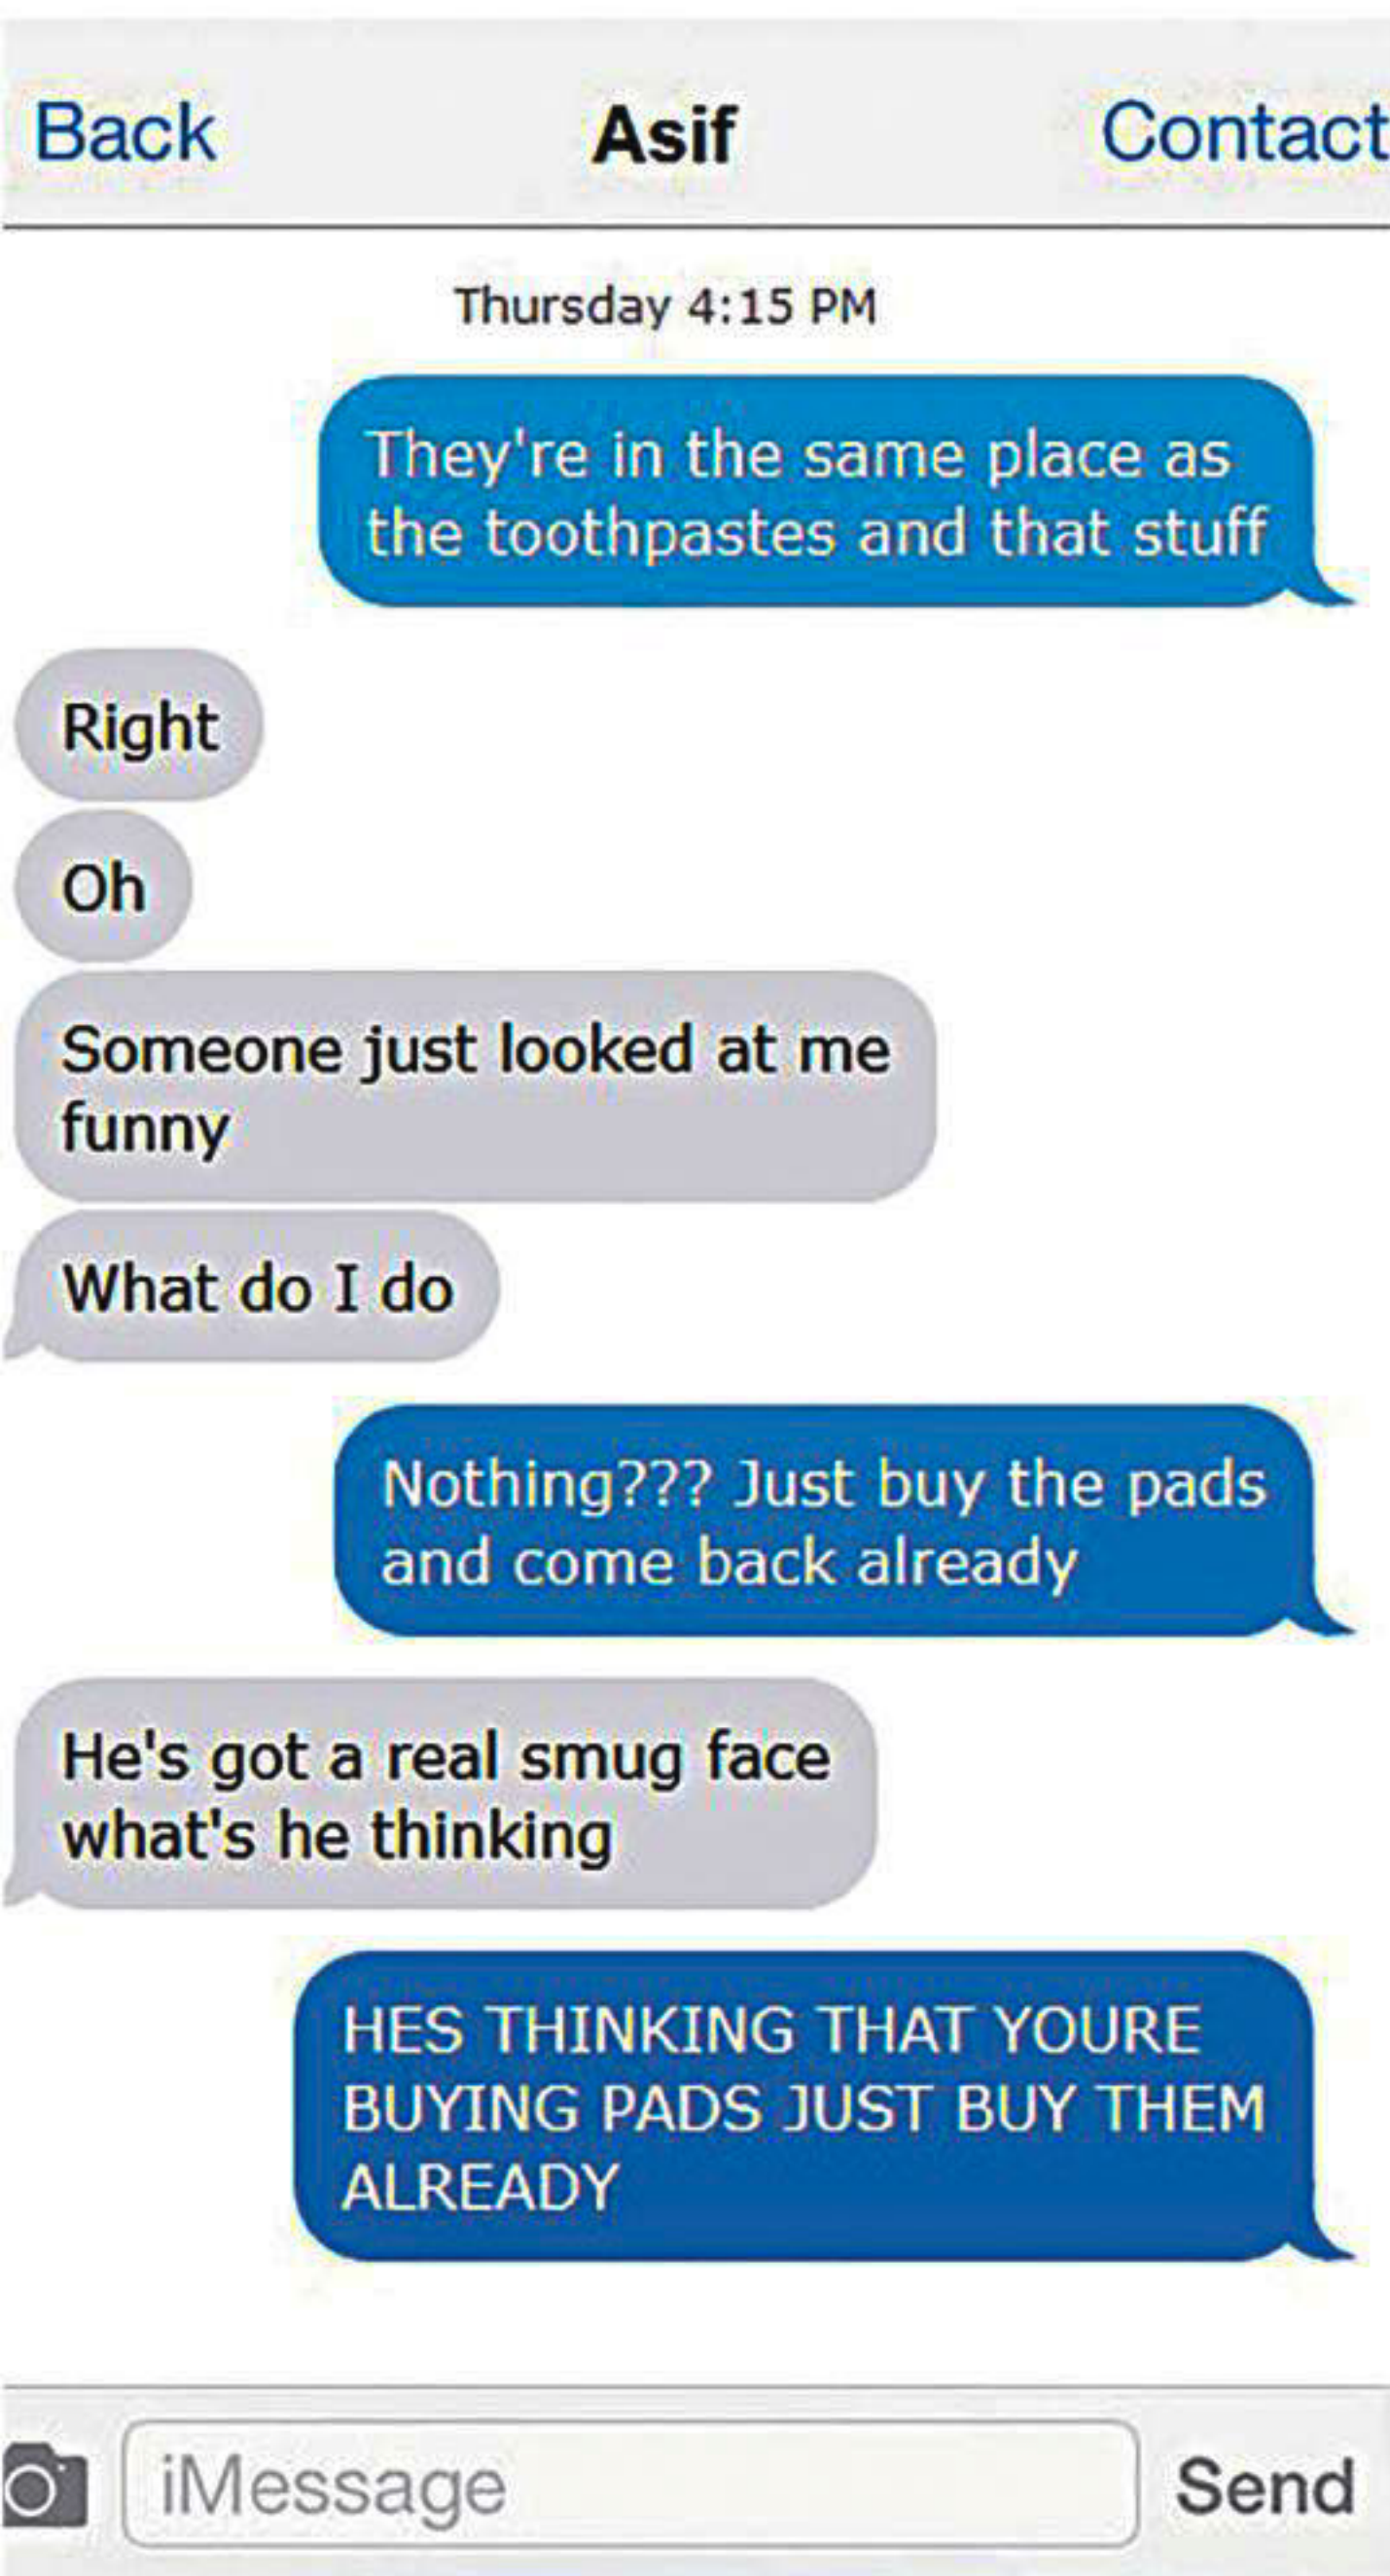 Back Asif Contact
Thursday 4:15 PM
They're in the same place as
the toothpastes and that stuff
Right
Oh
Someone just looked at me
funny
What do I do
Nothing??? Just buy the pads
and come back already
He's got a real smug face
what's he thinking
HES THINKING THAT YOURE
BUYING PADS JUST BUY THEM
ALREADY
iMessage Send